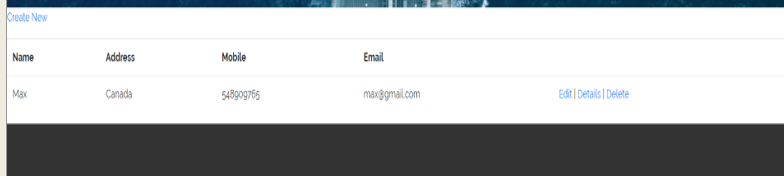 Create New
Name Address Mobile Email
Max Canada 548909765 max@gmail.com Edit | Details | Delete